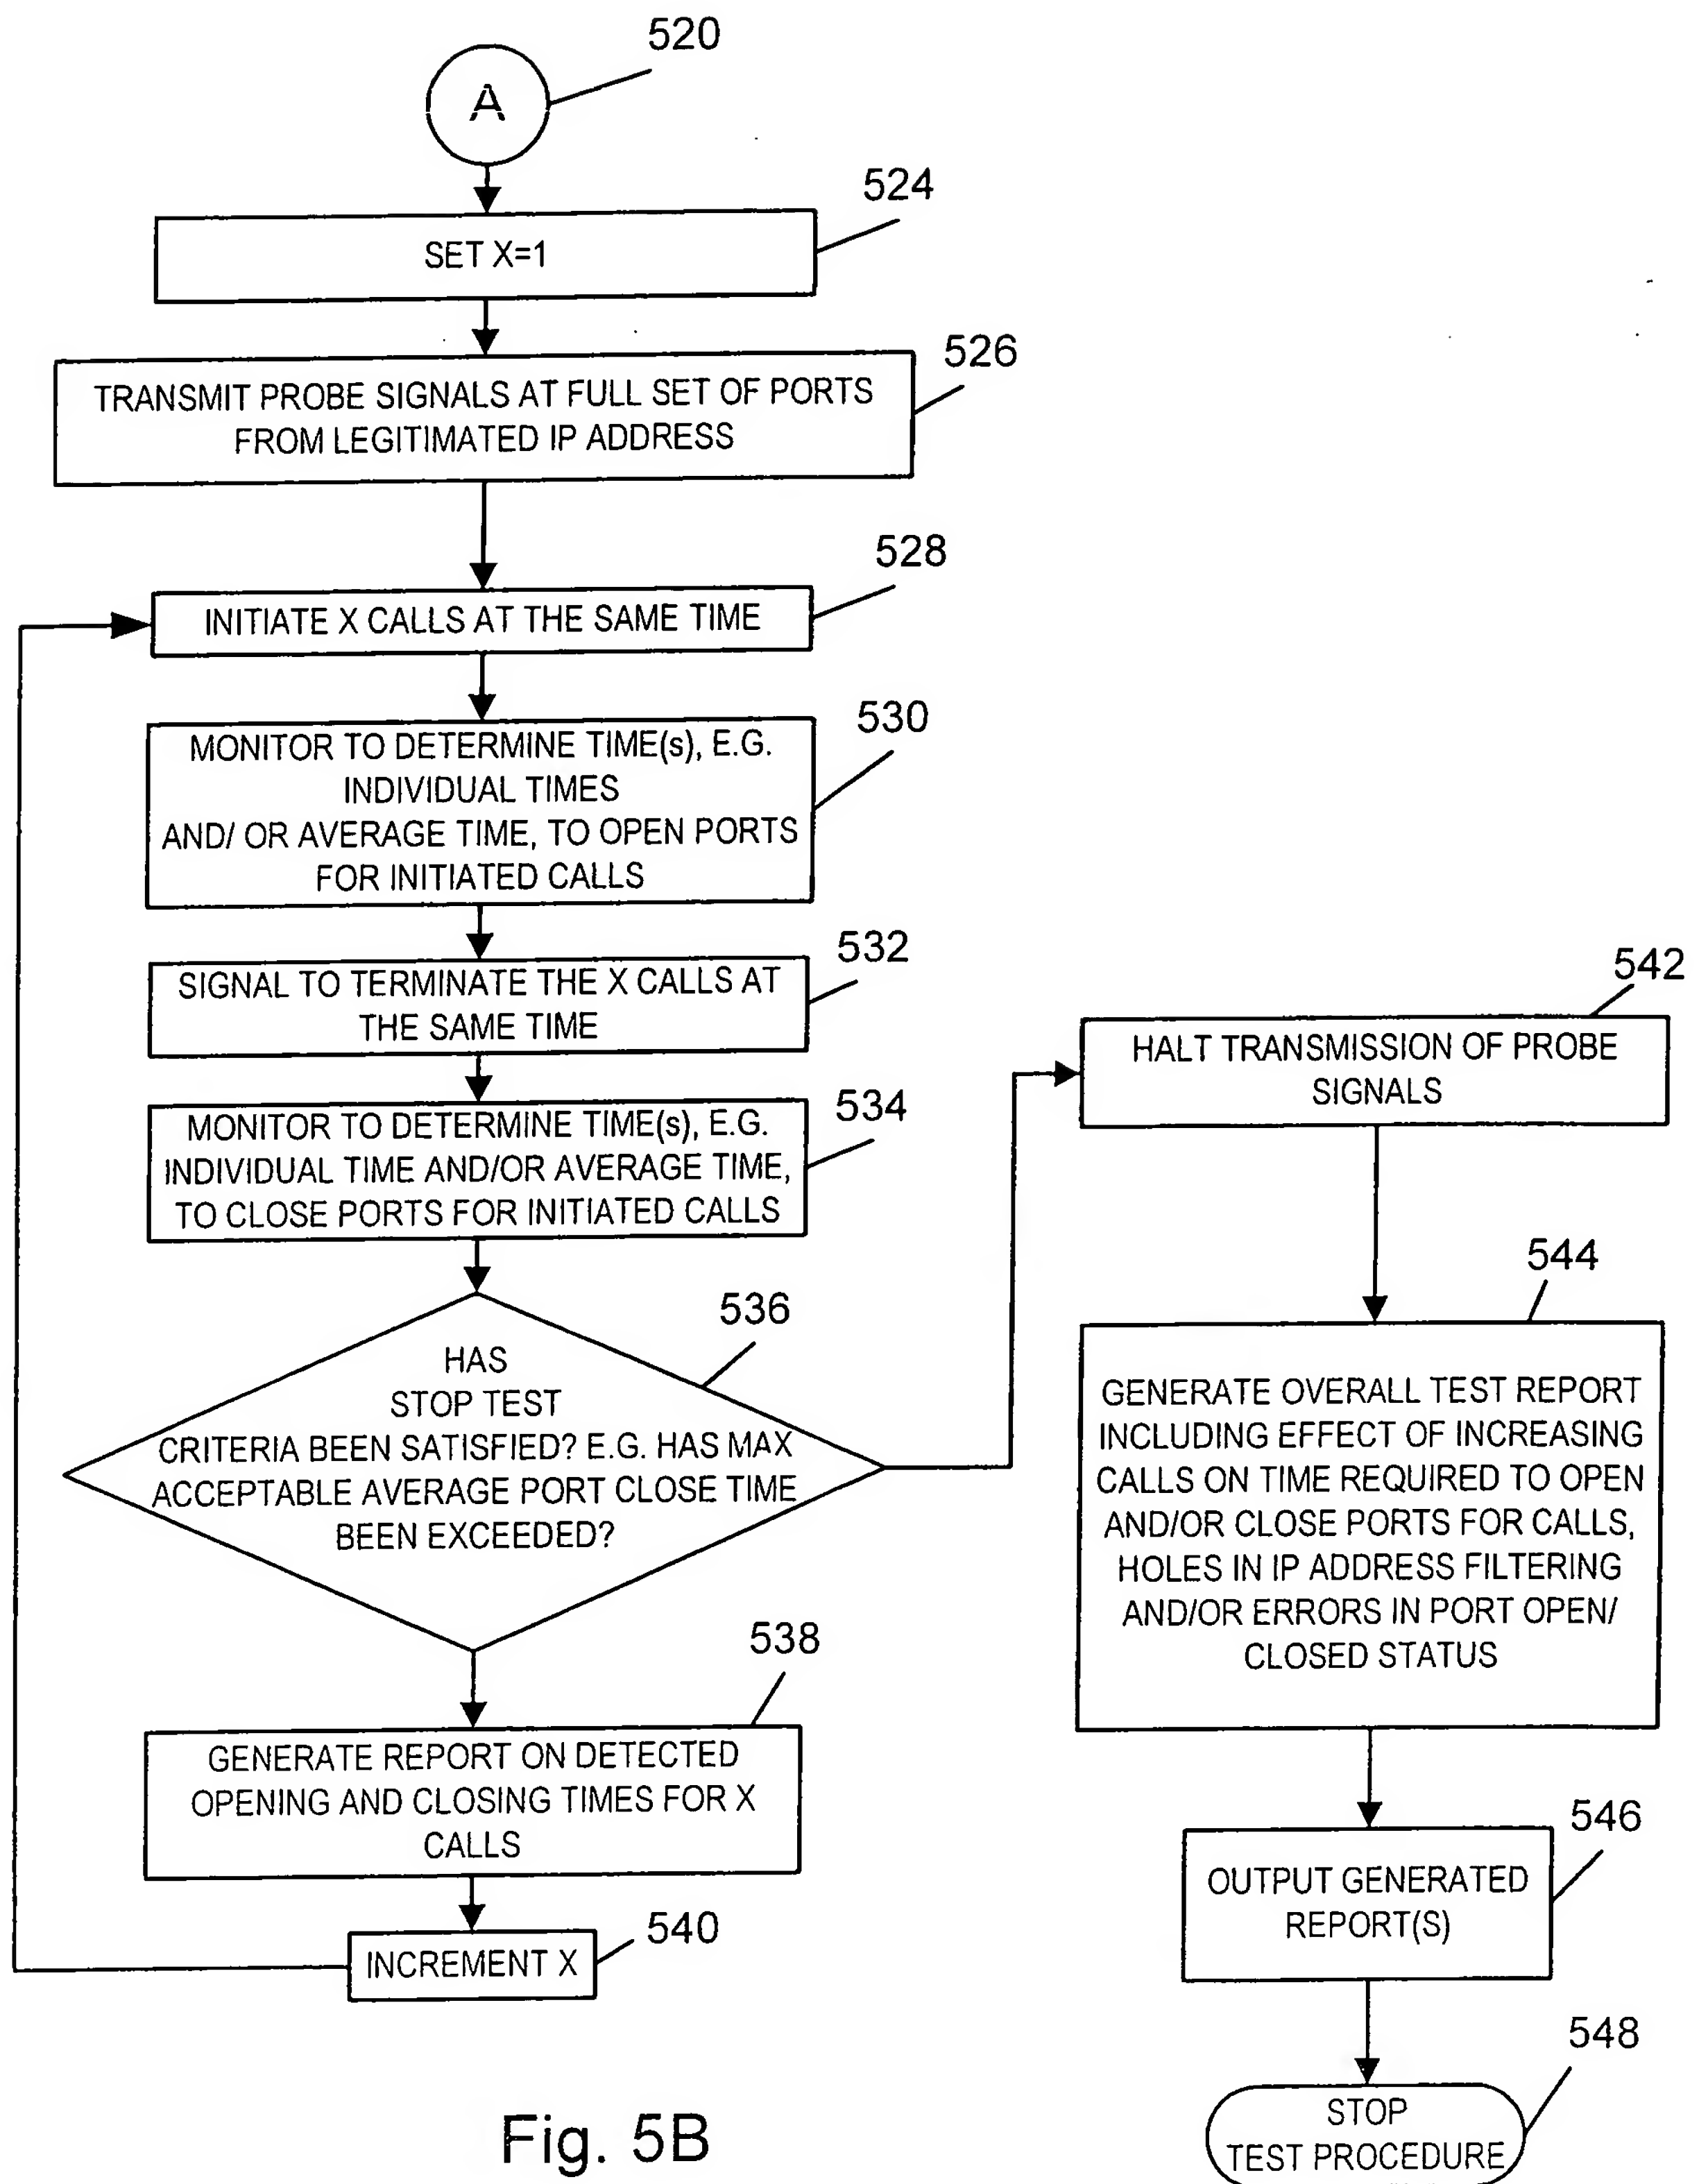 520
A
524
SET X=1
526
TRANSMIT PROBE SIGNALS AT FULL SET OF PORTS
FROM LEGITIMATED IP ADDRESS
528
INITIATE X CALLS AT THE SAME TIME
530
MONITOR TO DETERMINE TIME(s), E.G.
INDIVIDUAL TIMES
AND/ OR AVERAGE TIME, TO OPEN PORTS
FOR INITIATED CALLS
532
SIGNAL TO TERMINATE THE X CALLS AT
THE SAME TIME
534
MONITOR TO DETERMINE TIME(s), E.G.
INDIVIDUAL TIME AND/OR AVERAGE TIME,
TO CLOSE PORTS FOR INITIATED CALLS
536
HAS
STOP TEST
CRITERIA BEEN SATISFIED? E.G. HAS MAX
ACCEPTABLE AVERAGE PORT CLOSE TIME
BEEN EXCEEDED?
538
GENERATE REPORT ON DETECTED
OPENING AND CLOSING TIMES FOR X
CALLS
540
INCREMENT X
542
HALT TRANSMISSION OF PROBE
SIGNALS
544
GENERATE OVERALL TEST REPORT
INCLUDING EFFECT OF INCREASING
CALLS ON TIME REQUIRED TO OPEN
AND/OR CLOSE PORTS FOR CALLS,
HOLES IN IP ADDRESS FILTERING
AND/OR ERRORS IN PORT OPEN/
CLOSED STATUS
546
OUTPUT GENERATED
REPORT(S)
548
STOP
TEST PROCEDURE
Fig. 5B